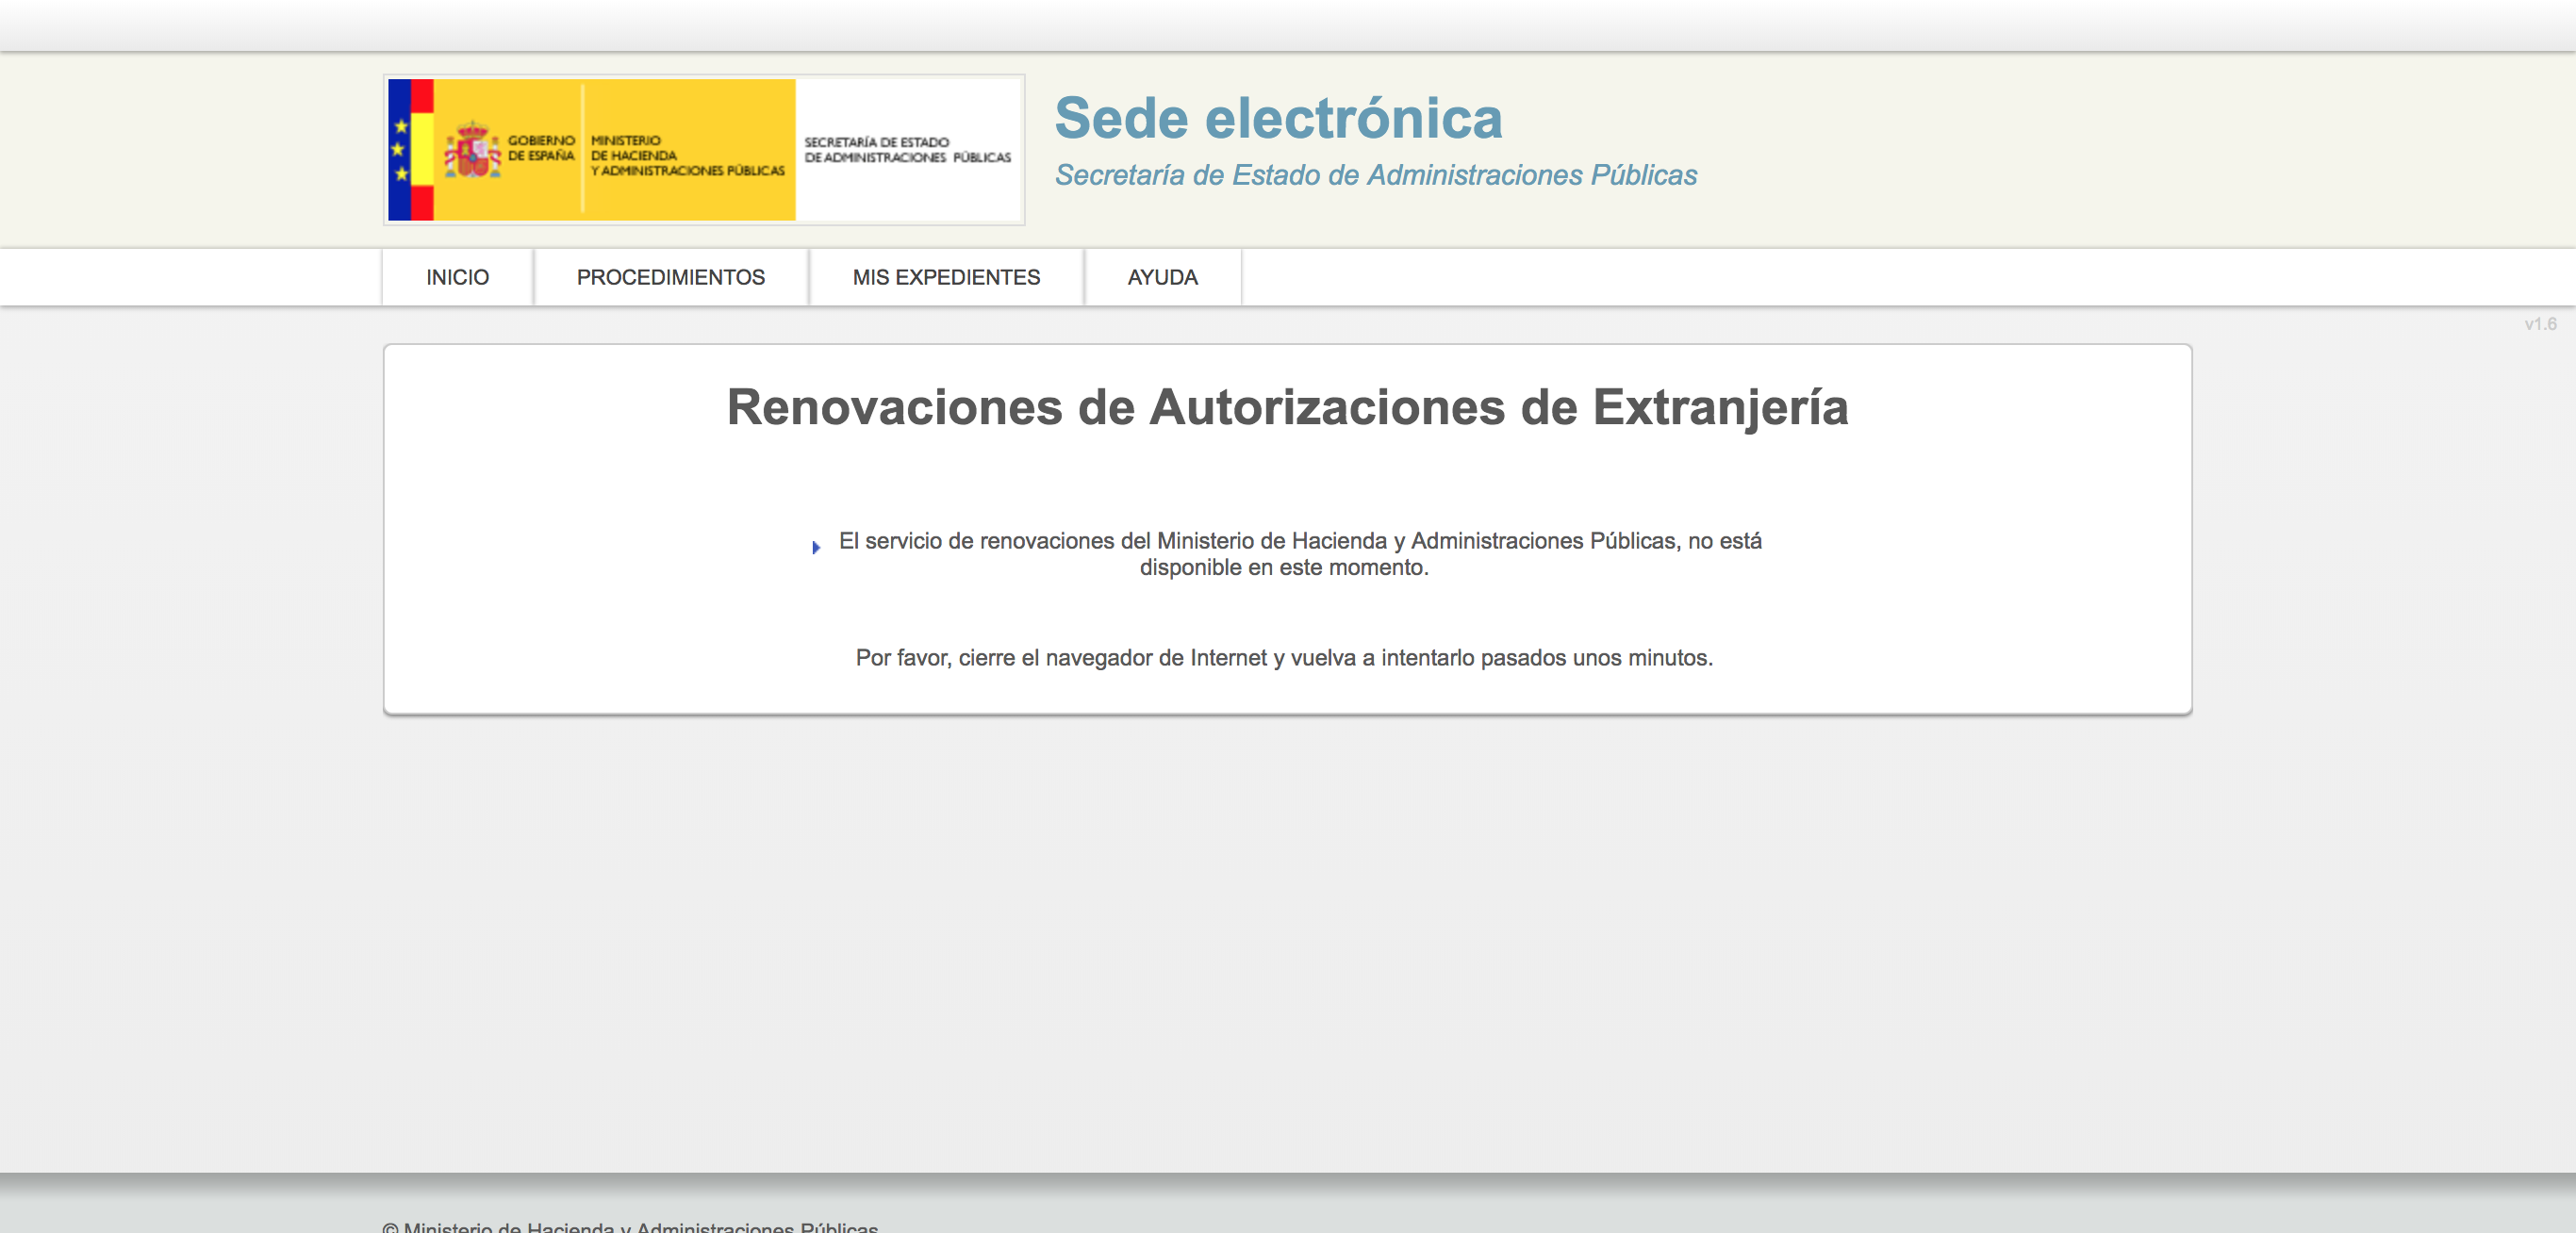 GOBIERNO
DE ESPAÑA
MINISTERIO
DE HACIENDA
Y ADMINISTRACIONES PÚBLICAS
SECRETARÍA DE ESTADO
DE ADMINISTRACIONES PÚBLICAS
Sede electrónica
Secretaría de Estado de Administraciones Públicas
INICIO
PROCEDIMIENTOS
MIS EXPEDIENTES
AYUDA
v1.6
Renovaciones de Autorizaciones de Extranjería
El servicio de renovaciones del Ministerio de Hacienda y Administraciones Públicas, no está
disponible en este momento.
Por favor, cierre el navegador de Internet y vuelva a intentarlo pasados unos minutos.
© Ministerio de Hacienda y Administraciones Públicas